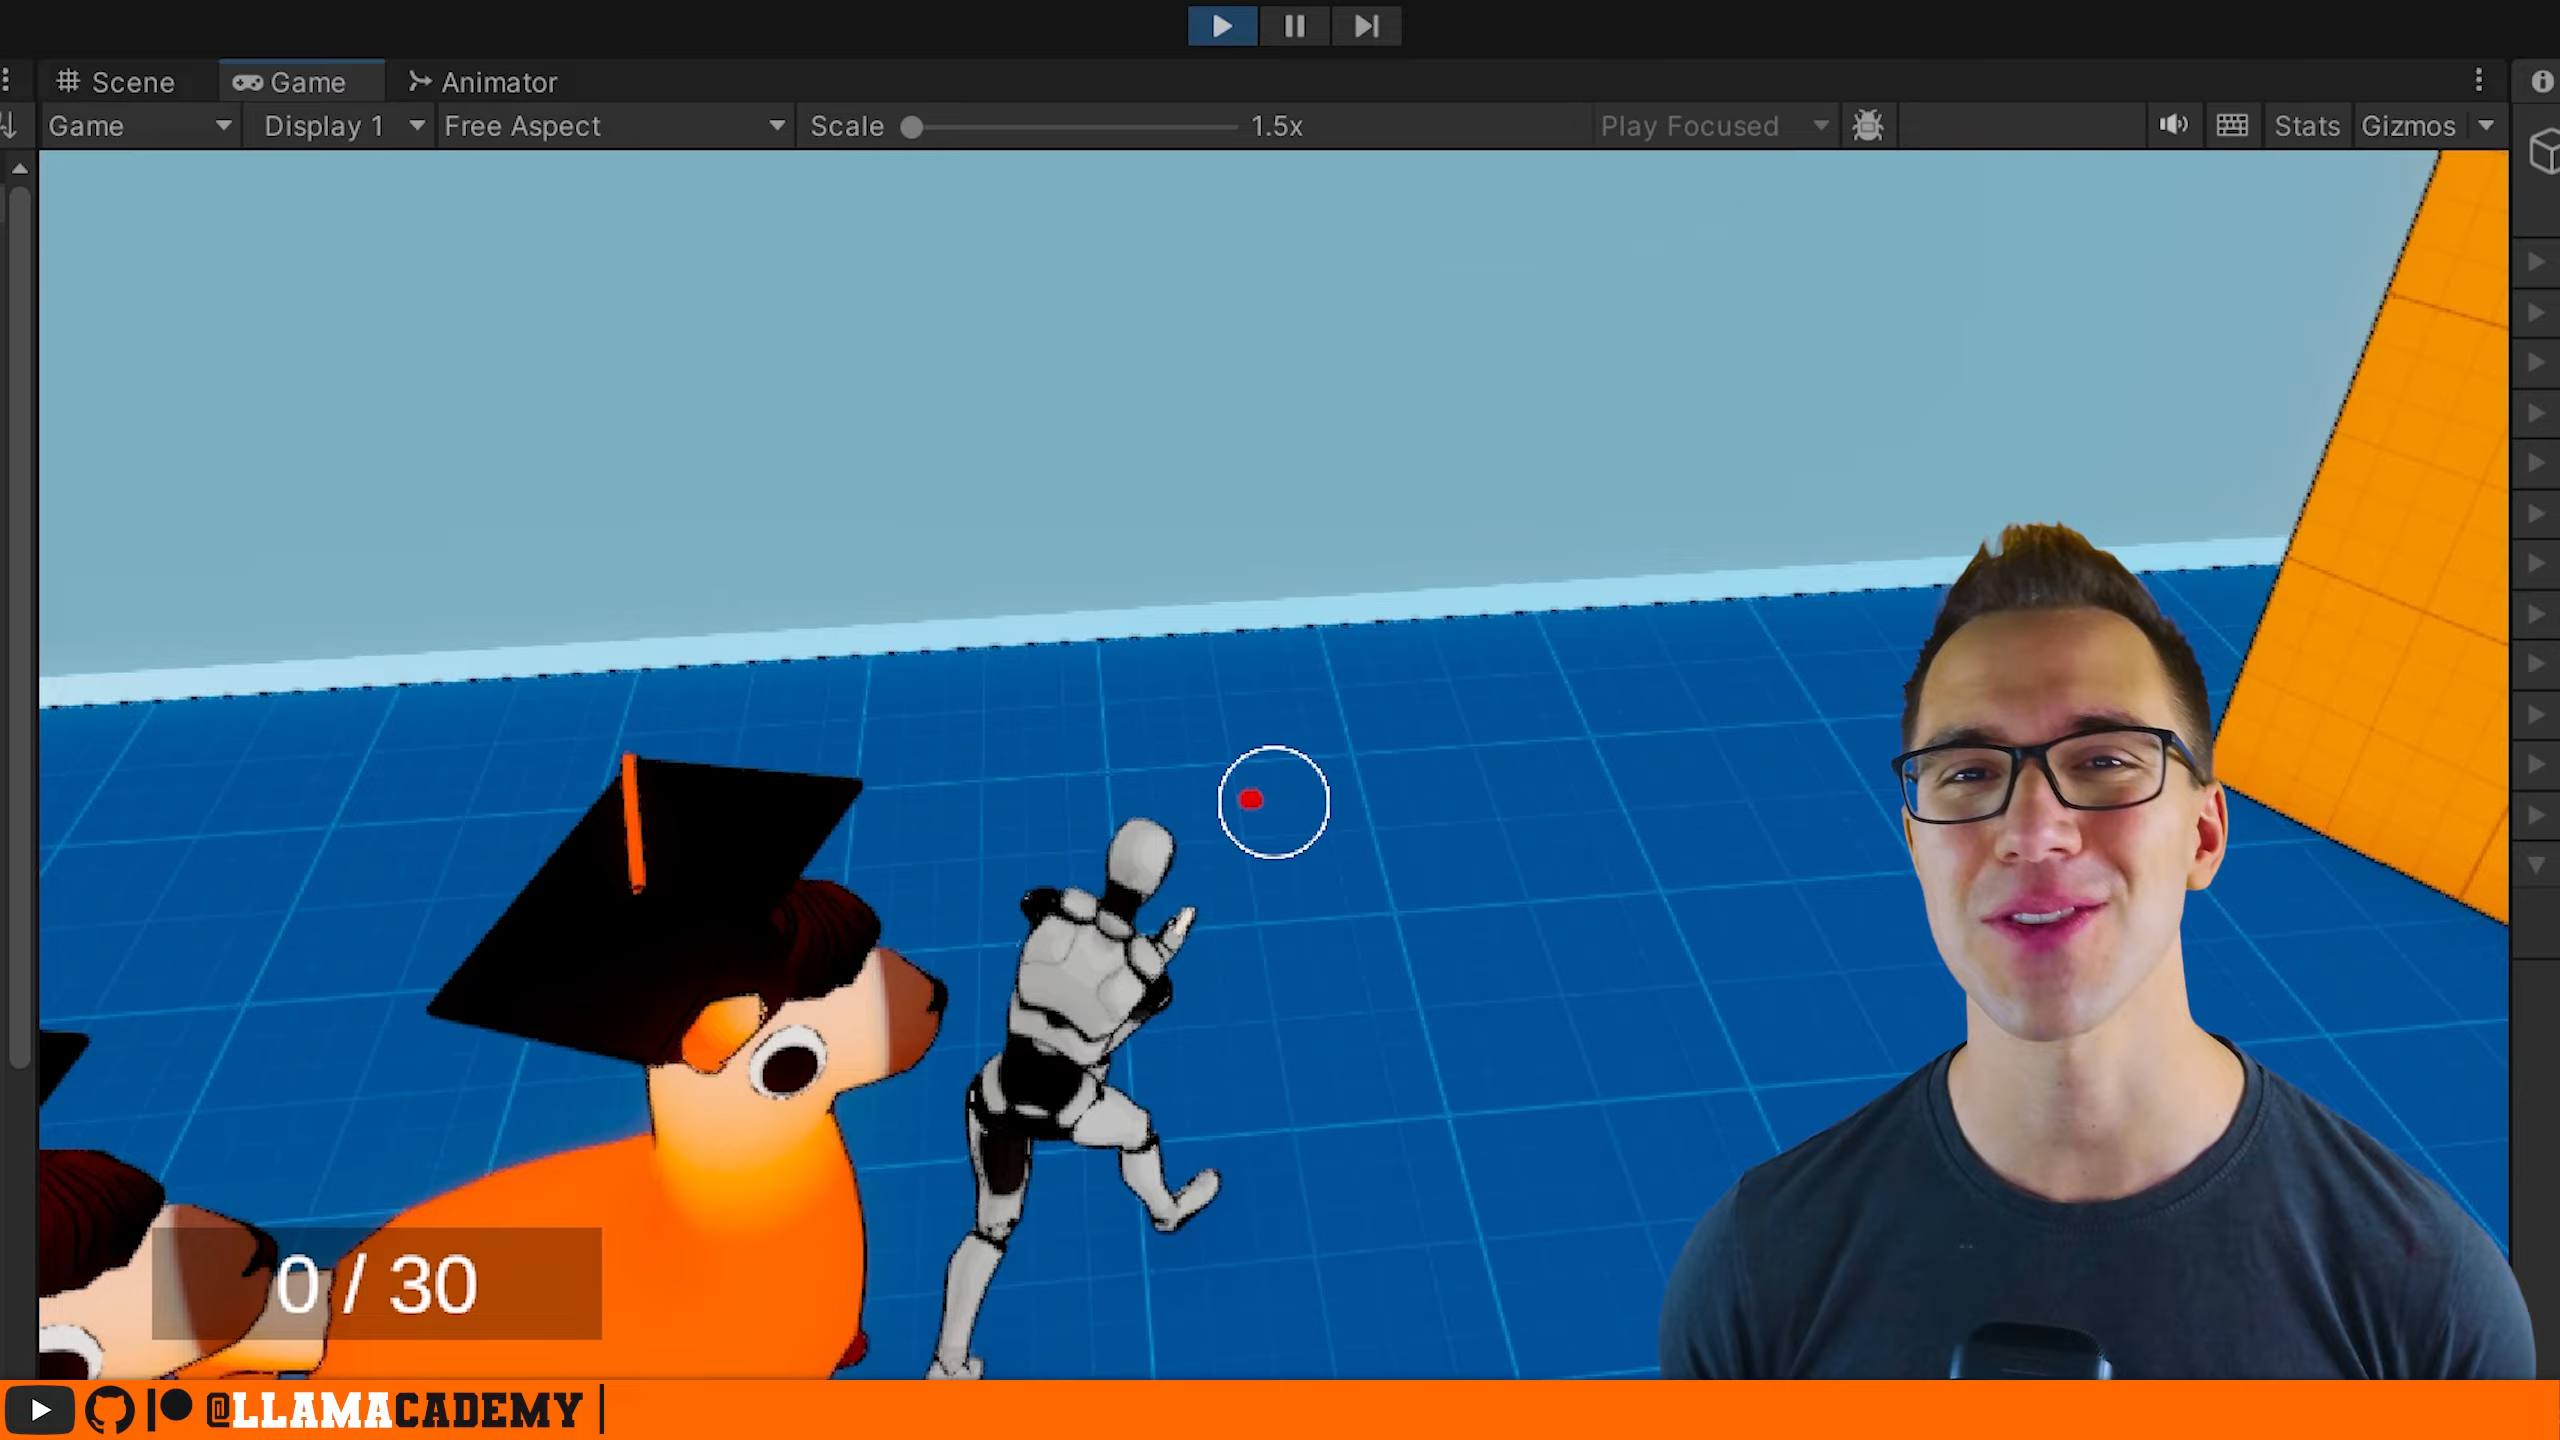 Scene Game Animator
Game Display 1 Free Aspect Scale 1.5x Play Focused Stats Gizmos
0 / 30
@LLAMACADEMY